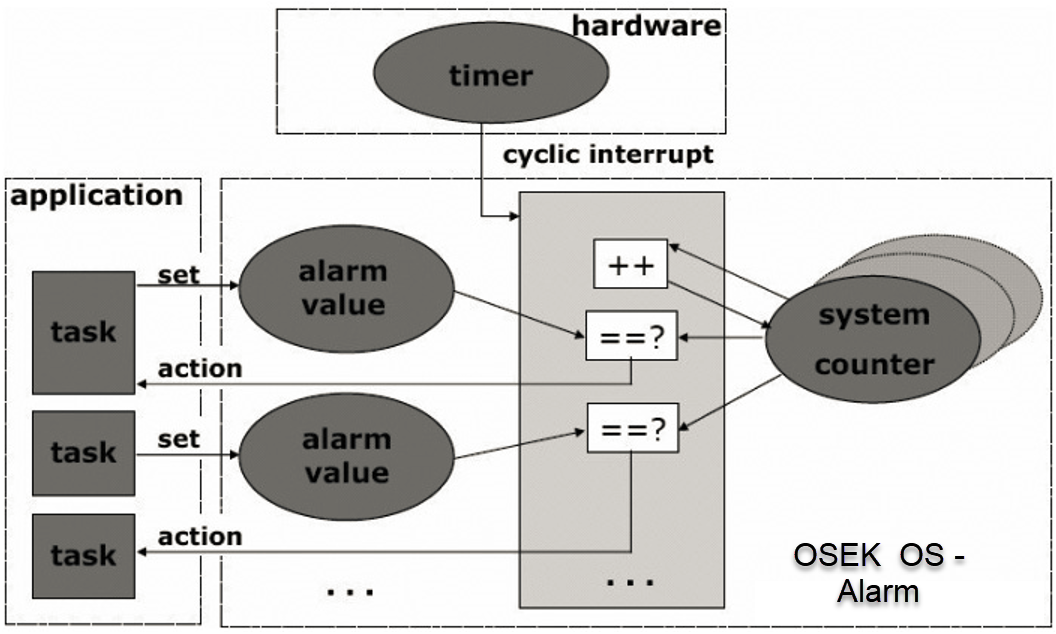 hardware
timer
cyclic interrupt
application
set
alarm
value
++
system
counter
task
==?
action
alarm
value
==?
task
set
task
action
...
...
OSEK OS -
Alarm